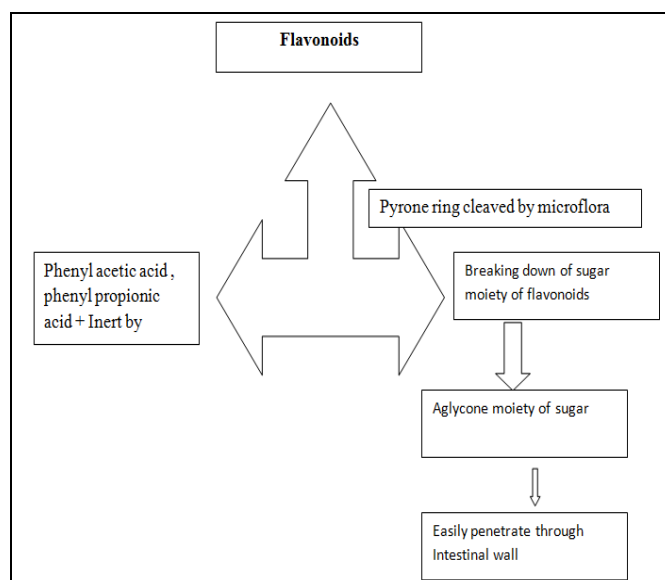 Flavonoids
Pyrone ring cleaved by microflora
Phenyl acetic acid ,
phenyl propionic
acid + Inert by
Breaking down of sugar
moiety of flavonoids
Aglycone moiety of sugar
Easily penetrate through
Intestinal wall